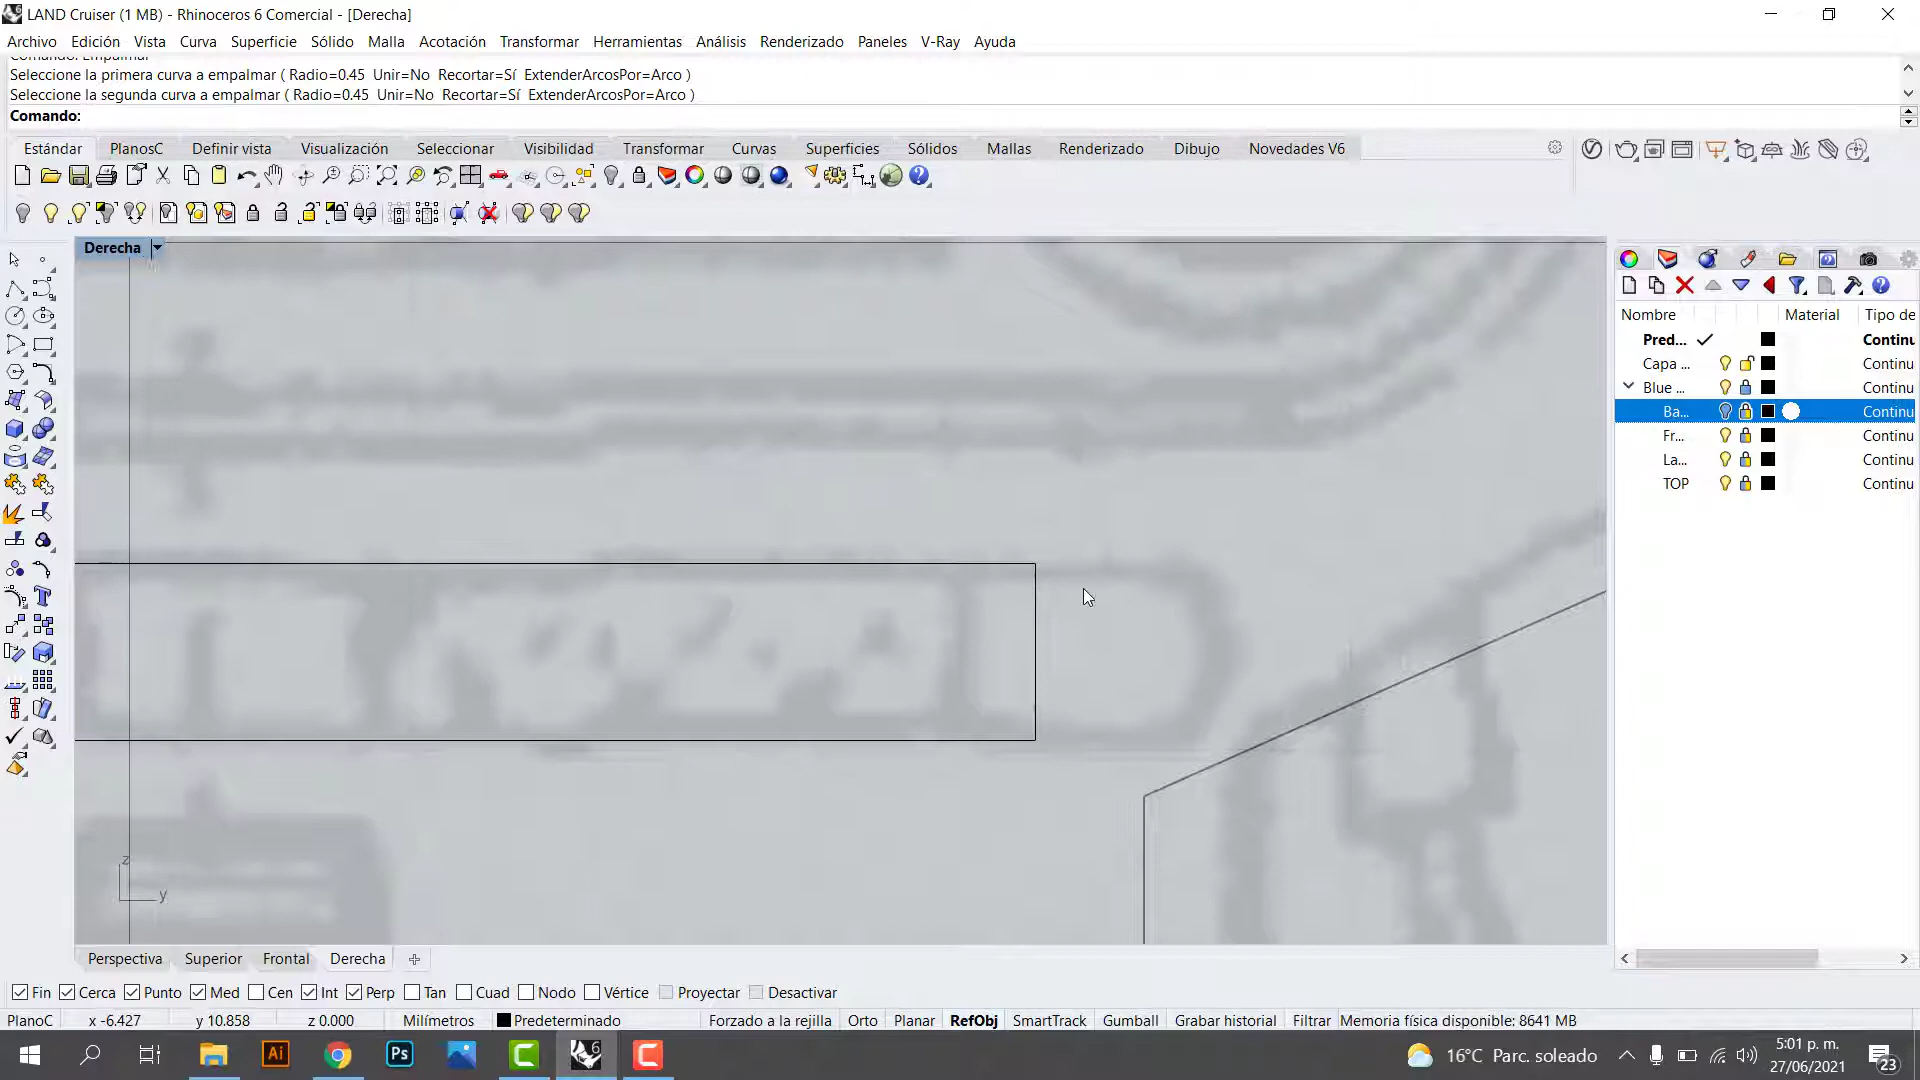 LAND Cruiser (1 MB) - Rhinoceros 6 Comercial - [Derecha]
Archivo Edición Vista Curva Superficie Sólido Malla Acotación Transformar Herramientas Análisis Renderizado Paneles V-Ray Ayuda
Comando: Empalmar
Seleccione la primera curva a empalmar ( Radio=0.45 Unir=No Recortar=Sí ExtenderArcosPor=Arco )
Seleccione la segunda curva a empalmar ( Radio=0.45 Unir=No Recortar=Sí ExtenderArcosPor=Arco )
Comando:
Estándar PlanosC Definir vista Visualización Seleccionar Visibilidad Transformar Curvas Superficies Sólidos Mallas Renderizado Dibujo Novedades V6
Derecha
Nombre Material Tipo de
Pred... Continu
Capa ... Continu
Blue ... Continu
Ba... Continu
Fr... Continu
La... Continu
TOP Continu
z
y
Perspectiva Superior Frontal Derecha
Fin Cerca Punto Med Cen Int Perp Tan Cuad Nodo Vértice Proyectar Desactivar
PlanoC x -6.427 y 10.858 z 0.000 Milímetros Predeterminado Forzado a la rejilla Orto Planar RefObj SmartTrack Gumball Grabar historial Filtrar Memoria física disponible: 8641 MB
Ai Ps C 6 C 16°C Parc. soleado 5:01 p. m.
27/06/2021 23